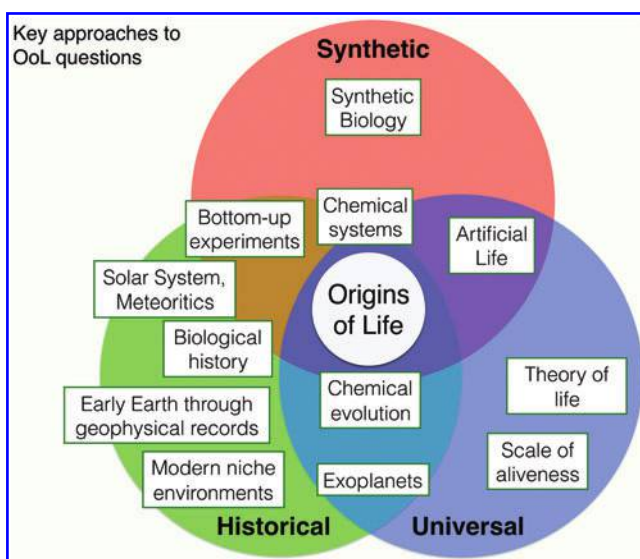 Key approaches to
OoL questions
Synthetic
Synthetic
Biology
Bottom-up
experiments
Chemical
systems
Artificial
Life
Solar System,
Meteoritics
Origins
of Life
Biological
history
Early Earth through
geophysical records
Chemical
evolution
Theory of
life
Modern niche
environments
Exoplanets
Scale of
aliveness
Historical
Universal